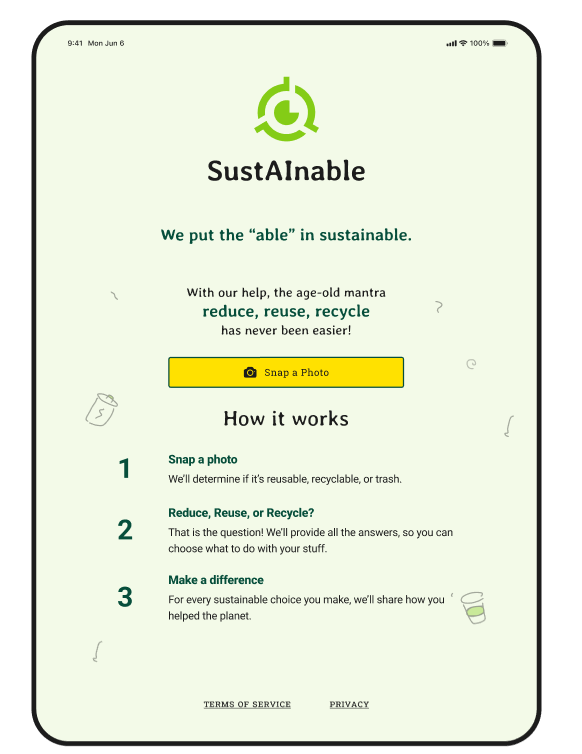 9:41 Mon Jun 6
100%
SustAInable
We put the “able” in sustainable.
With our help, the age-old mantra
reduce, reuse, recycle
has never been easier!
Snap a Photo
How it works
1
Snap a photo
We’ll determine if it’s reusable, recyclable, or trash.
2
Reduce, Reuse, or Recycle?
That is the question! We’ll provide all the answers, so you can
choose what to do with your stuff.
3
Make a difference
For every sustainable choice you make, we’ll share how you
helped the planet.
TERMS OF SERVICE
PRIVACY